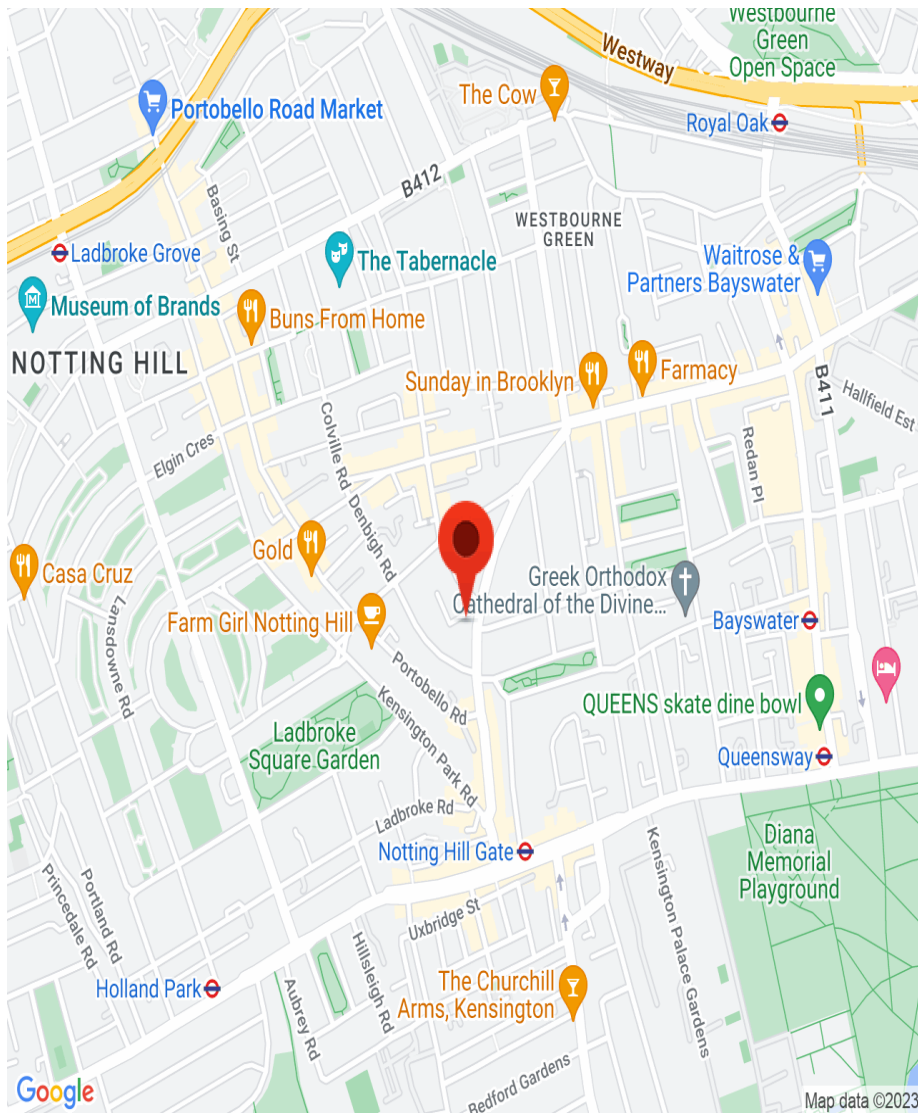 Westbourne
Green
Open Space
Westway
The Cow
Portobello Road Market
Royal Oak
B412
Basing St
WESTBOURNE
GREEN
Ladbroke Grove
The Tabernacle
Waitrose &
Partners Bayswater
Museum of Brands
Buns From Home
NOTTING HILL
Sunday in Brooklyn
Farmacy
B411
Hallfield Est
Colville Rd
Elgin Cres
Redan Pl
Denbigh Rd
Gold
Casa Cruz
Greek Orthodox
Cathedral of the Divine...
Lansdowne Rd
Farm Girl Notting Hill
Bayswater
Portobello Rd
Kensington Park Rd
QUEENS skate dine bowl
Ladbroke
Square Garden
Queensway
Ladbroke Rd
Notting Hill Gate
Diana
Memorial
Playground
Kensington Palace Gardens
Princedale Rd
Portland Rd
Uxbridge St
Hillsleigh Rd
Holland Park
Aubrey Rd
The Churchill
Arms, Kensington
Bedford Gardens
Google
Map data ©2023